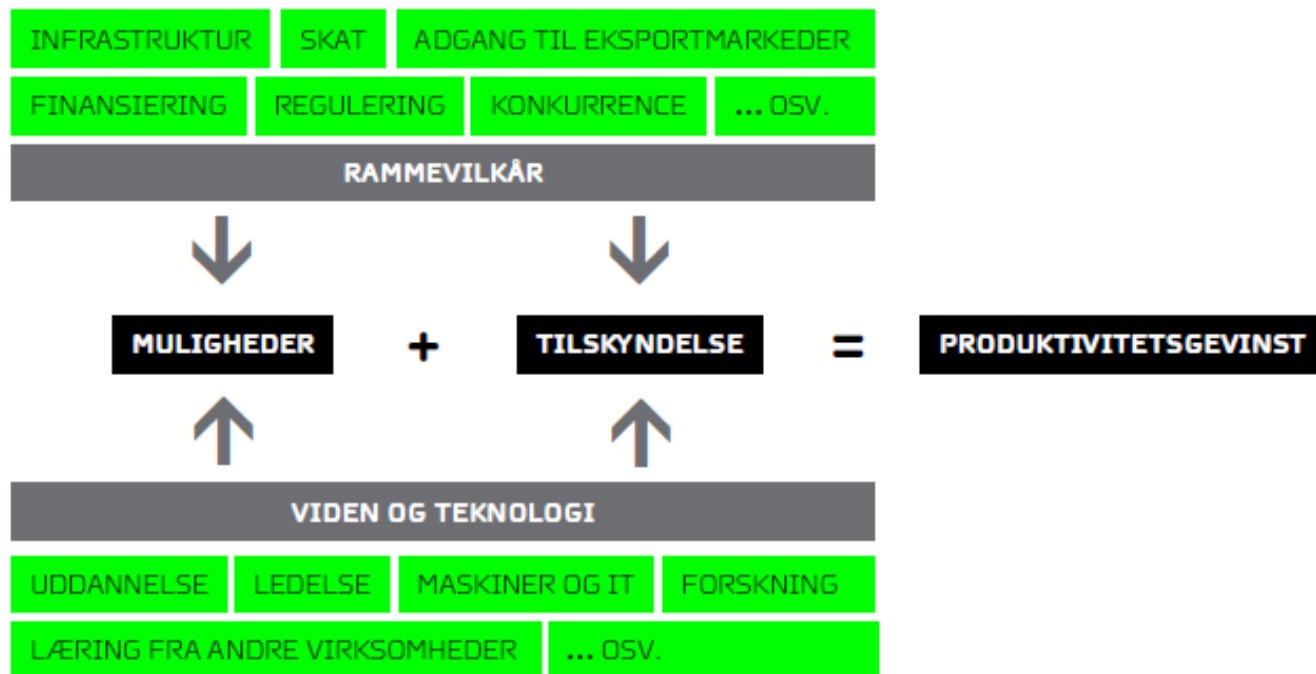 INFRASTRUKTUR SKAT ADGANG TIL EKSPORTMARKEDER
FINANSIERING REGULERING KONKURRENCE ... OSV.
RAMMEVILKÅR
MULIGHEDER + TILSKYNDELSE = PRODUKTIVITETSGEVINST
VIDEN OG TEKNOLOGI
UDDANNELSE LEDELSE MASKINER OG IT FORSKNING
LÆRING FRA ANDRE VIRKSOMHEDER ... OSV.